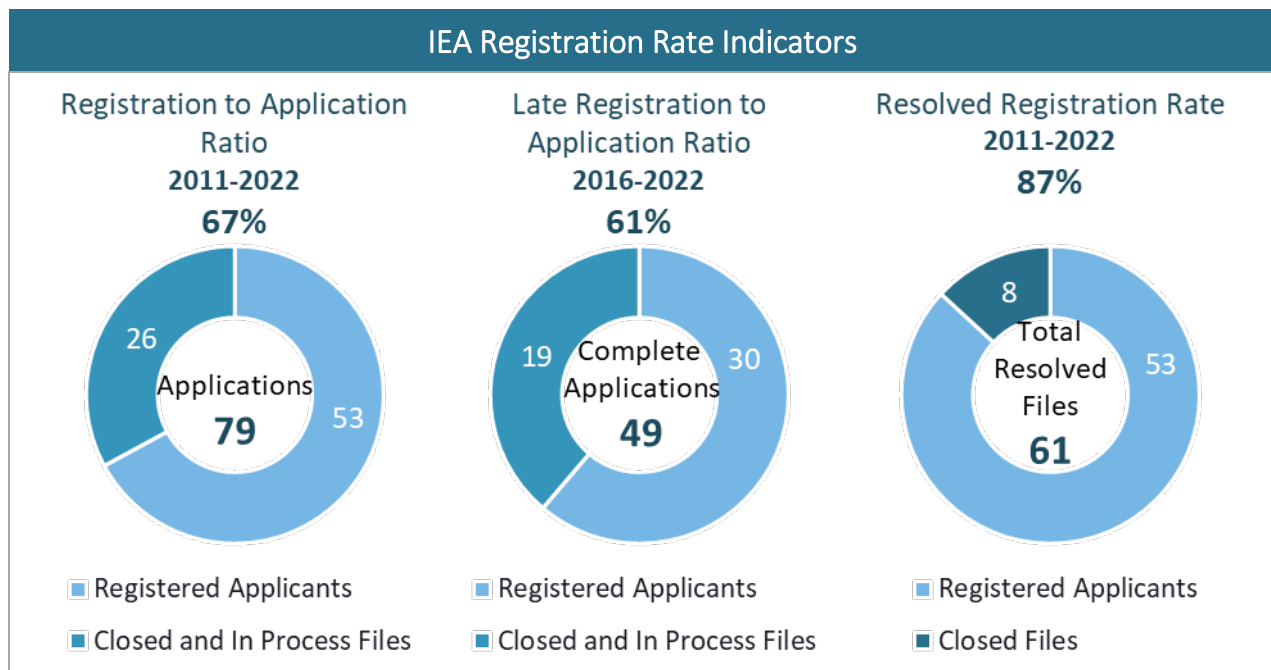 IEA Registration Rate Indicators
Registration to Application
Ratio
2011-2022
67%
26
Applications
79
53
Registered Applicants
Closed and In Process Files
Late Registration to
Application Ratio
2016-2022
61%
19
Complete
Applications
49
30
Registered Applicants
Closed and In Process Files
Resolved Registration Rate
2011-2022
87%
8
Total
Resolved
Files
61
53
Registered Applicants
Closed Files